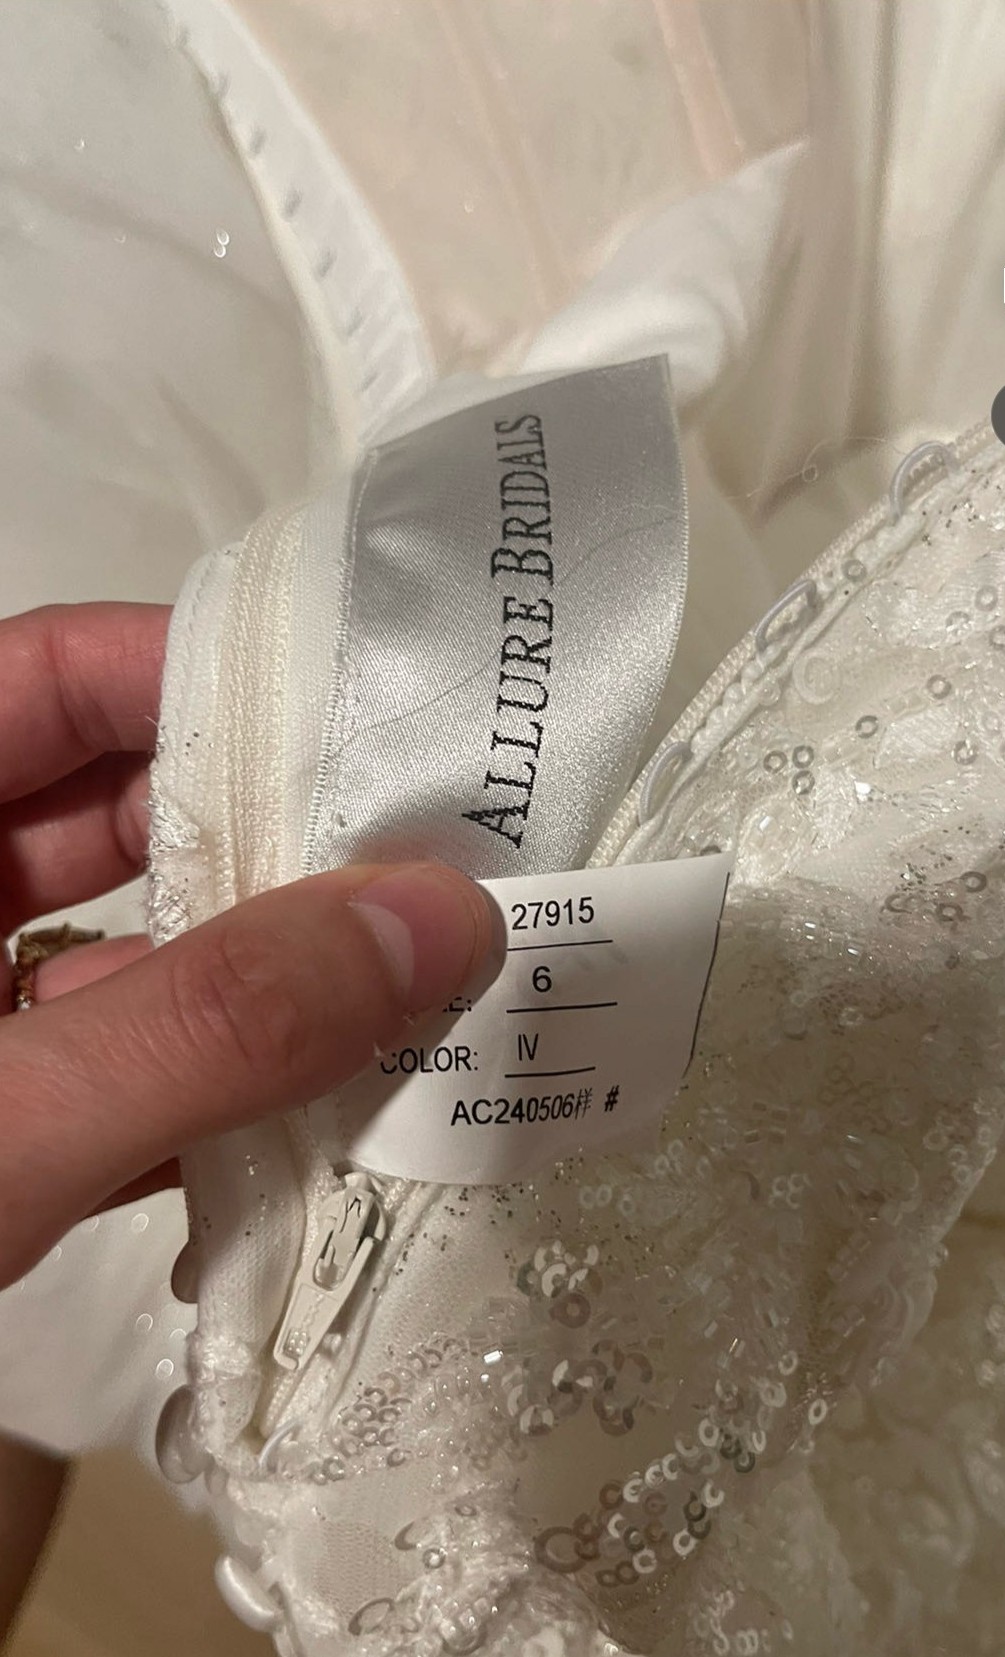 ALLURE BRIDALS
27915
6
COLOR: IV
AC240506样 #